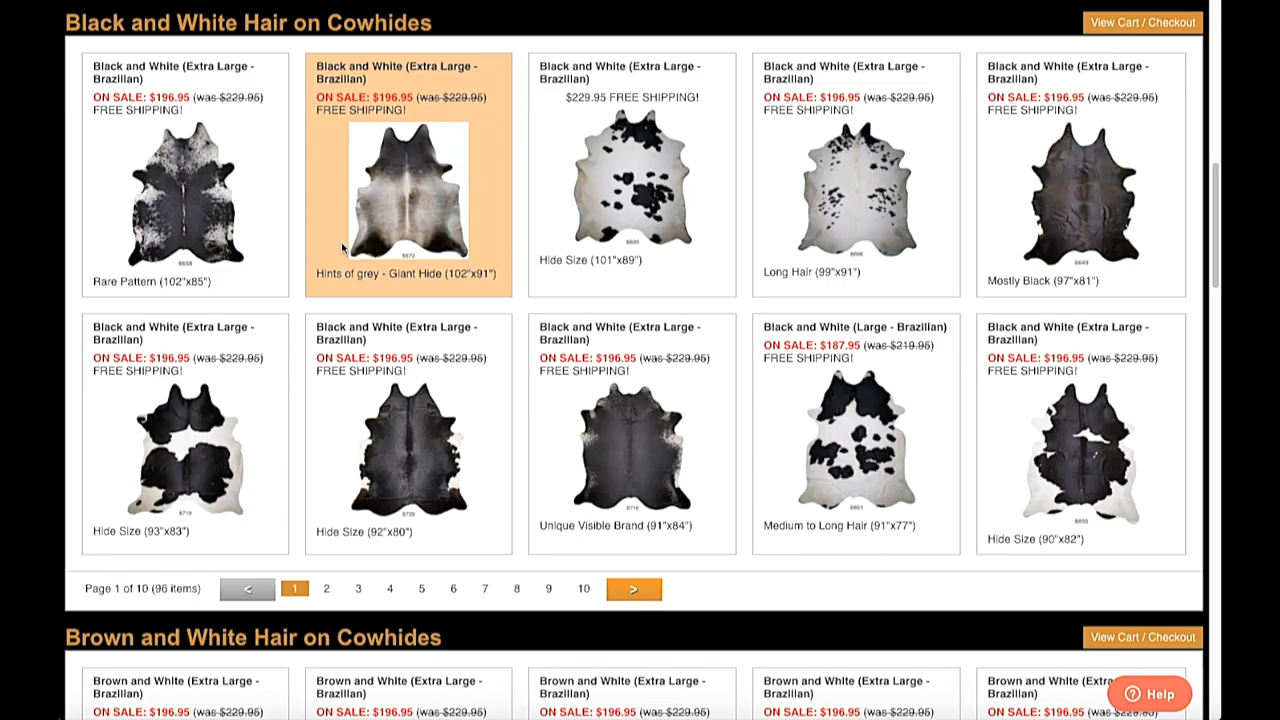 Black and White Hair on Cowhides
View Cart / Checkout
Black and White (Extra Large -
Brazilian)
ON SALE: $196.95 (was $229.95)
FREE SHIPPING!
6658
Rare Pattern (102"x85")
Black and White (Extra Large -
Brazilian)
ON SALE: $196.95 (was $229.95)
FREE SHIPPING!
6672
Hints of grey - Giant Hide (102"x91")
Black and White (Extra Large -
Brazilian)
$229.95 FREE SHIPPING!
Hide Size (101"x89")
Black and White (Extra Large -
Brazilian)
ON SALE: $196.95 (was $229.95)
FREE SHIPPING!
Long Hair (99"x91")
Black and White (Extra Large -
Brazilian)
ON SALE: $196.95 (was $229.95)
FREE SHIPPING!
6649
Mostly Black (97"x81")
Black and White (Extra Large -
Brazilian)
ON SALE: $196.95 (was $229.95)
FREE SHIPPING!
6719
Hide Size (93"x83")
Black and White (Extra Large -
Brazilian)
ON SALE: $196.95 (was $229.95)
FREE SHIPPING!
Hide Size (92"x80")
Black and White (Extra Large -
Brazilian)
ON SALE: $196.95 (was $229.95)
FREE SHIPPING!
6716
Unique Visible Brand (91"x84")
Black and White (Large - Brazilian)
ON SALE: $187.95 (was $219.95)
FREE SHIPPING!
6651
Medium to Long Hair (91"x77")
Black and White (Extra Large -
Brazilian)
ON SALE: $196.95 (was $229.95)
FREE SHIPPING!
6655
Hide Size (90"x82")
Page 1 of 10 (96 items) < 1 2 3 4 5 6 7 8 9 10 >
Brown and White Hair on Cowhides
View Cart / Checkout
Brown and White (Extra Large -
Brazilian)
ON SALE: $196.95 (was $229.95)
Brown and White (Extra Large -
Brazilian)
ON SALE: $196.95 (was $229.95)
Brown and White (Extra Large -
Brazilian)
ON SALE: $196.95 (was $229.95)
Brown and White (Extra Large -
Brazilian)
ON SALE: $196.95 (was $229.95)
Brown and White (Extra
Brazilian)
ON SALE: $196.95 (was $229.95)
Help